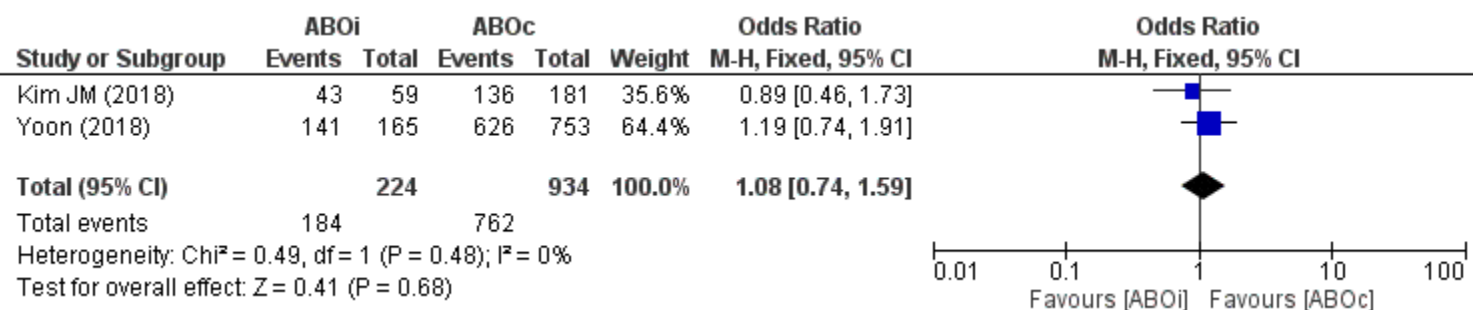 ABOi ABOc Odds Ratio Odds Ratio
Study or Subgroup Events Total Events Total Weight M-H, Fixed, 95% CI M-H, Fixed, 95% CI
Kim JM (2018) 43 59 136 181 35.6% 0.89 [0.46, 1.73]
Yoon (2018) 141 165 626 753 64.4% 1.19 [0.74, 1.91]
Total (95% CI) 224 934 100.0% 1.08 [0.74, 1.59]
Total events 184 762
Heterogeneity: Chi² = 0.49, df = 1 (P = 0.48); I² = 0%
Test for overall effect: Z = 0.41 (P = 0.68)
0.01 0.1 1 10 100
Favours [ABOi] Favours [ABOc]